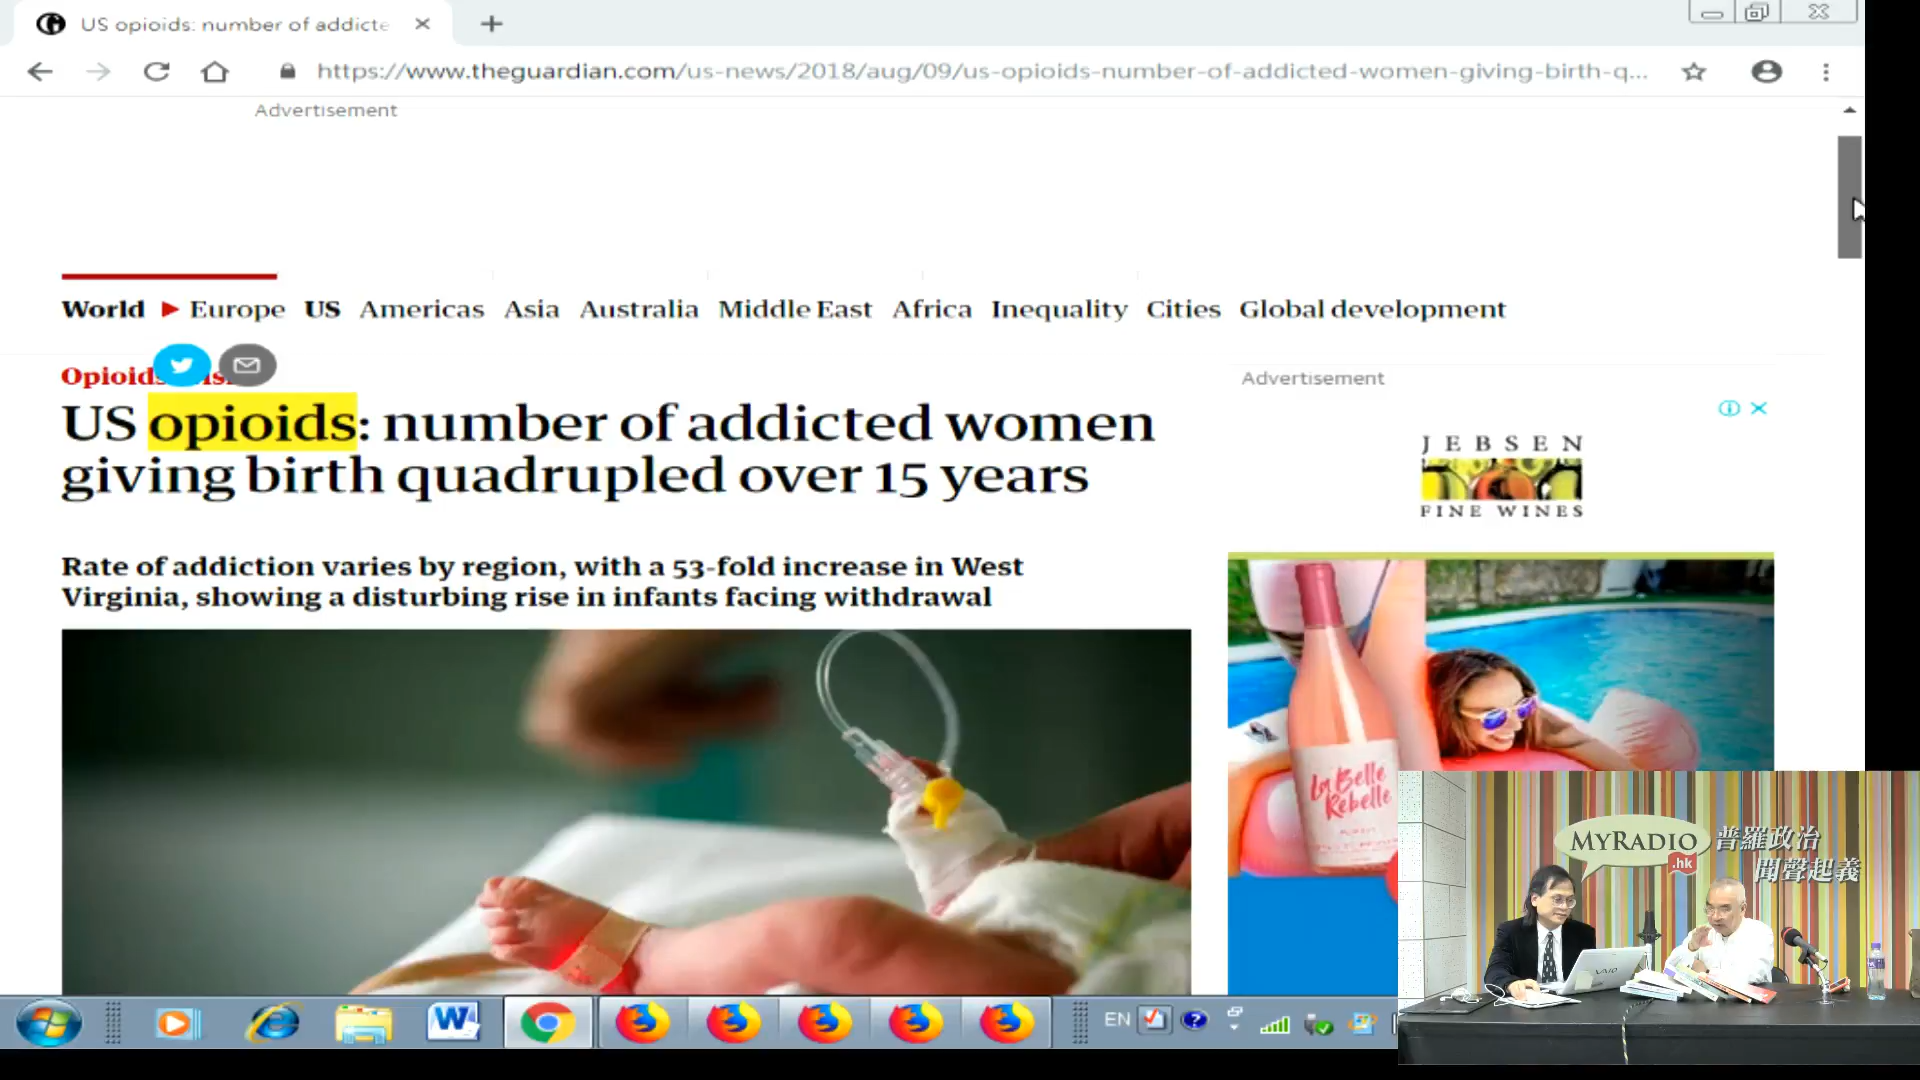 US opioids: number of addicte
https://www.theguardian.com/us-news/2018/aug/09/us-opioids-number-of-addicted-women-giving-birth-q...
Advertisement
World Europe US Americas Asia Australia Middle East Africa Inequality Cities Global development
Opioids
Advertisement
US opioids: number of addicted women
giving birth quadrupled over 15 years
JEBSEN
FINE WINES
Rate of addiction varies by region, with a 53-fold increase in West
Virginia, showing a disturbing rise in infants facing withdrawal
La Belle
Rebelle
MYRADIO
.hk
普羅政治
聞聲起義
VAIO
W
EN